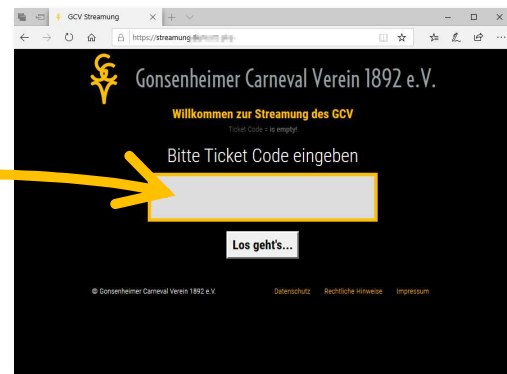 GCV Streamung
https://streamung
Gonsenheimer Carneval Verein 1892 e.V.
Willkommen zur Streamung des GCV
Ticket Code = is empty!
Bitte Ticket Code eingeben
Los geht's...
© Gonsenheimer Carneval Verein 1892 e.V. Datenschutz Rechtliche Hinweise Impressum